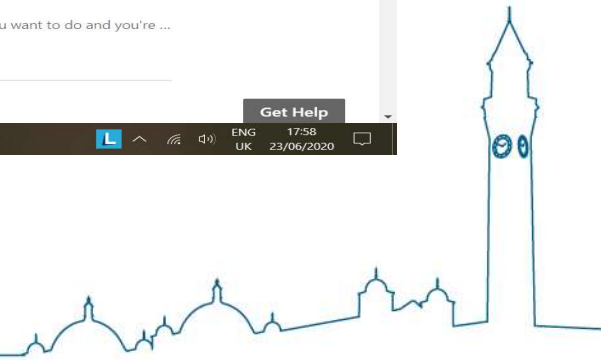 u want to do and you're ...
Get Help
L
ENG 17:58
UK 23/06/2020